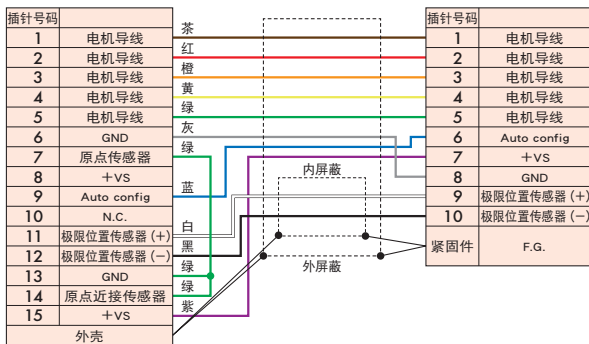 插针号码
1 电机导线
2 电机导线
3 电机导线
4 电机导线
5 电机导线
6 GND
7 原点传感器
8 +VS
9 Auto config
10 N.C.
11 极限位置传感器 (+)
12 极限位置传感器 (−)
13 GND
14 原点近接传感器
15 +VS
外壳
茶
红
橙
黄
绿
灰
绿
蓝
白
黑
绿
绿
紫
内屏蔽
外屏蔽
插针号码
1 电机导线
2 电机导线
3 电机导线
4 电机导线
5 电机导线
6 Auto config
7 +VS
8 GND
9 极限位置传感器 (+)
10 极限位置传感器 (−)
紧固件 F.G.